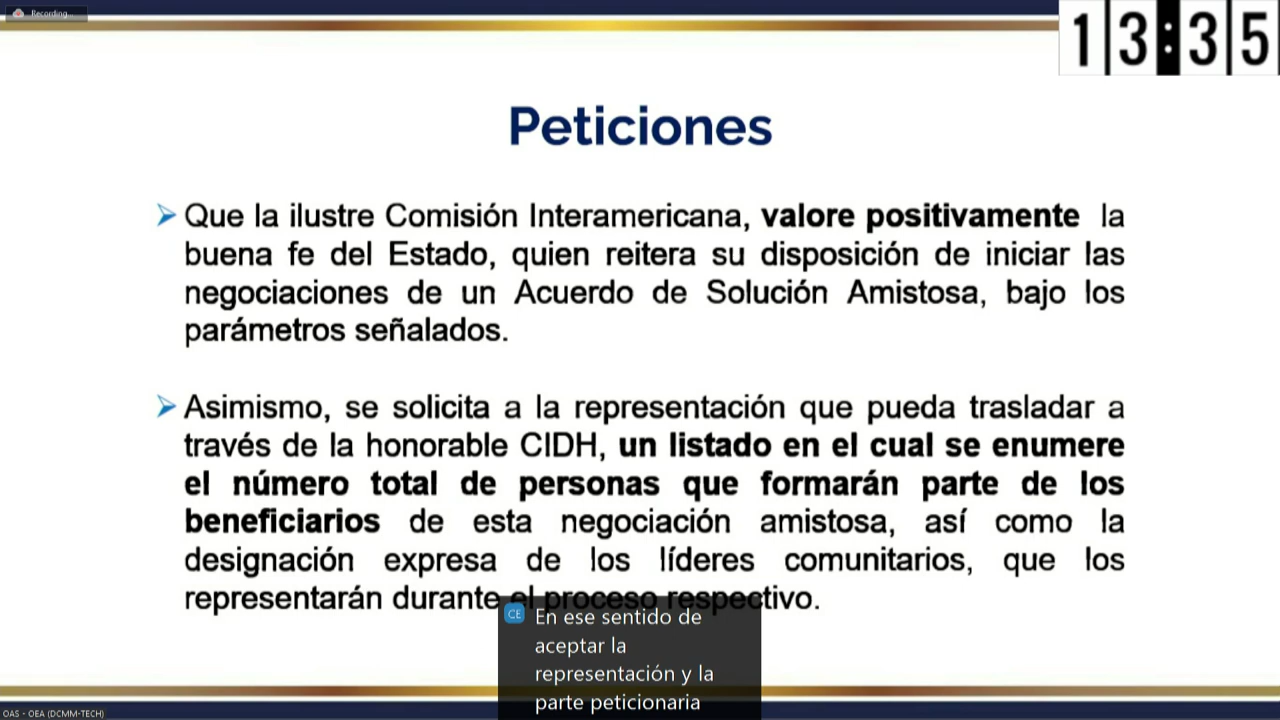 Recording...
13:35
Peticiones
Que la ilustre Comisión Interamericana, valore positivamente la
buena fe del Estado, quien reitera su disposición de iniciar las
negociaciones de un Acuerdo de Solución Amistosa, bajo los
parámetros señalados.
Asimismo, se solicita a la representación que pueda trasladar a
través de la honorable CIDH, un listado en el cual se enumere
el número total de personas que formarán parte de los
beneficiarios de esta negociación amistosa, así como la
designación expresa de los líderes comunitarios, que los
representarán durante el proceso respectivo.
CE
En ese sentido de
aceptar la
representación y la
parte peticionaria
OAS - OEA (DCMM-TECH)